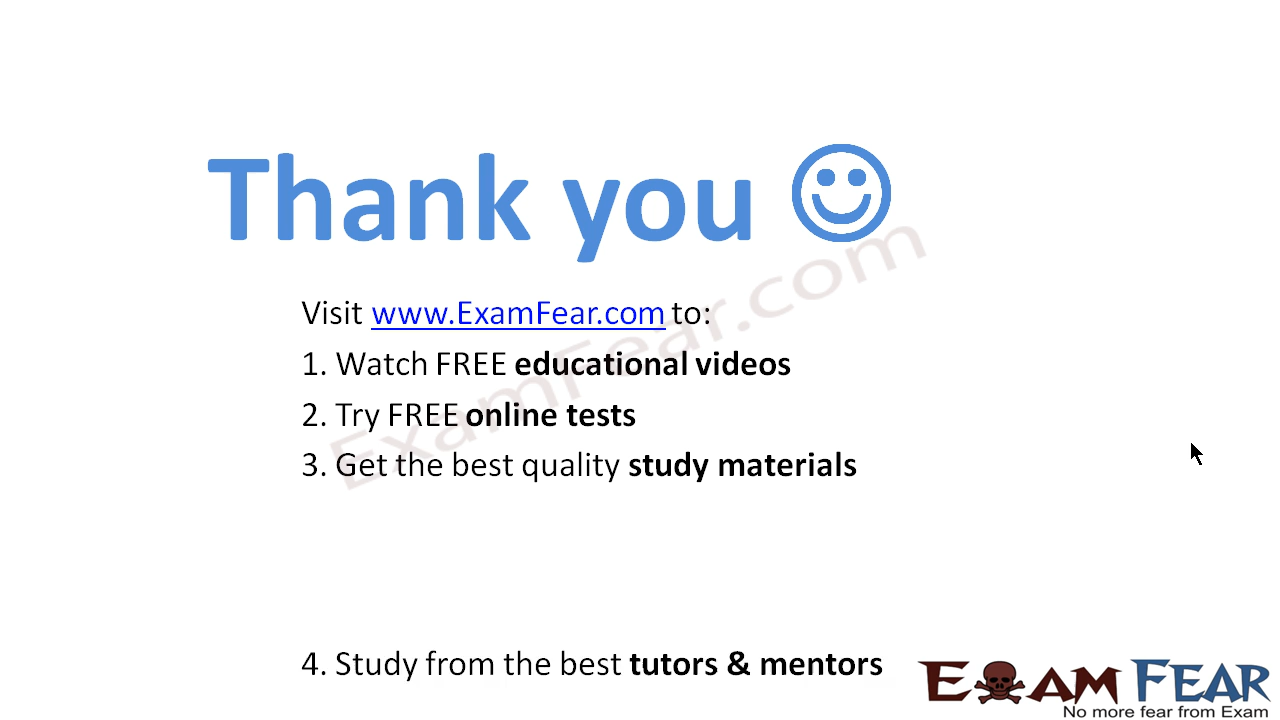 Thank you
Visit www.ExamFear.com to:
1. Watch FREE educational videos
2. Try FREE online tests
3. Get the best quality study materials
4. Study from the best tutors & mentors
ExamFear.com
EXAM FEAR
No more fear from Exam